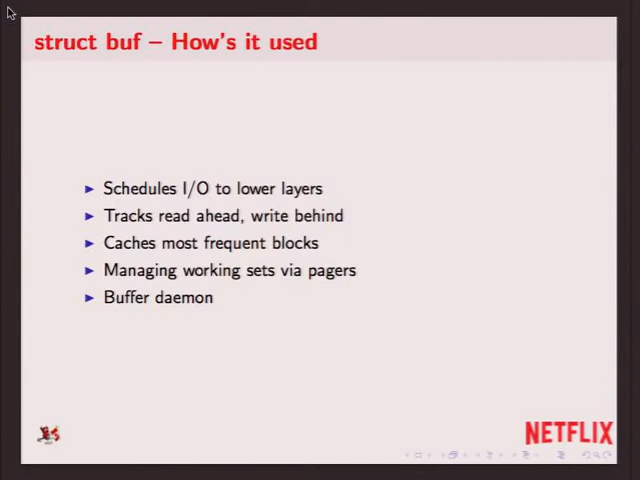 struct buf – How's it used
Schedules I/O to lower layers
Tracks read ahead, write behind
Caches most frequent blocks
Managing working sets via pagers
Buffer daemon
NETFLIX